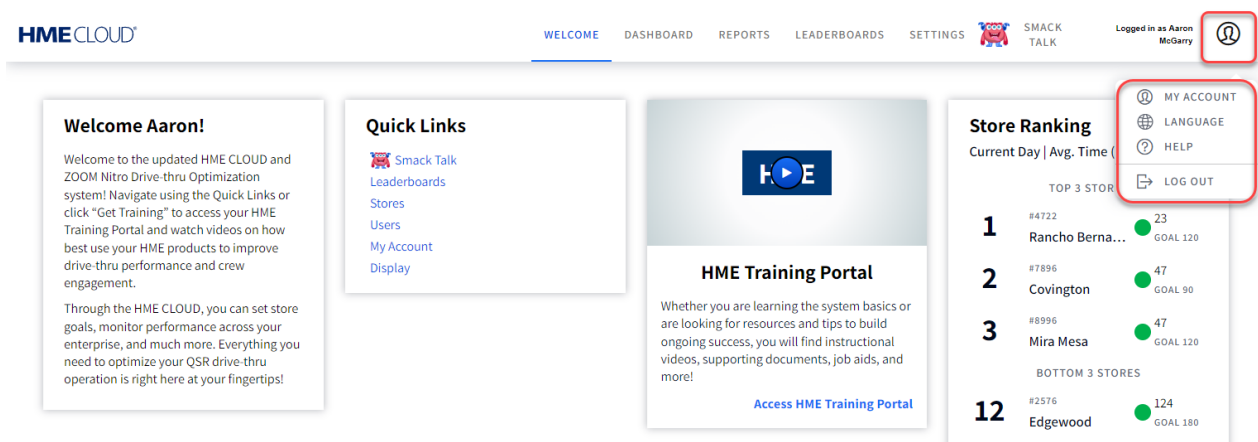 HME CLOUD®
WELCOME
DASHBOARD
REPORTS
LEADERBOARDS
SETTINGS
SMACK
TALK
Logged in as Aaron
McGarry
MY ACCOUNT
LANGUAGE
HELP
LOG OUT
Welcome Aaron!
Welcome to the updated HME CLOUD and
ZOOM Nitro Drive-thru Optimization
system! Navigate using the Quick Links or
click “Get Training” to access your HME
Training Portal and watch videos on how
best use your HME products to improve
drive-thru performance and crew
engagement.
Through the HME CLOUD, you can set store
goals, monitor performance across your
enterprise, and much more. Everything you
need to optimize your QSR drive-thru
operation is right here at your fingertips!
Quick Links
Smack Talk
Leaderboards
Stores
Users
My Account
Display
HME
HME Training Portal
Whether you are learning the system basics or
are looking for resources and tips to build
ongoing success, you will find instructional
videos, supporting documents, job aids, and
more!
Access HME Training Portal
Store Ranking
Current Day | Avg. Time (
TOP 3 STOR
1
#4722
Rancho Berna...
23
GOAL 120
2
#7896
Covington
47
GOAL 90
3
#8996
Mira Mesa
47
GOAL 120
BOTTOM 3 STORES
12
#2576
Edgewood
124
GOAL 180